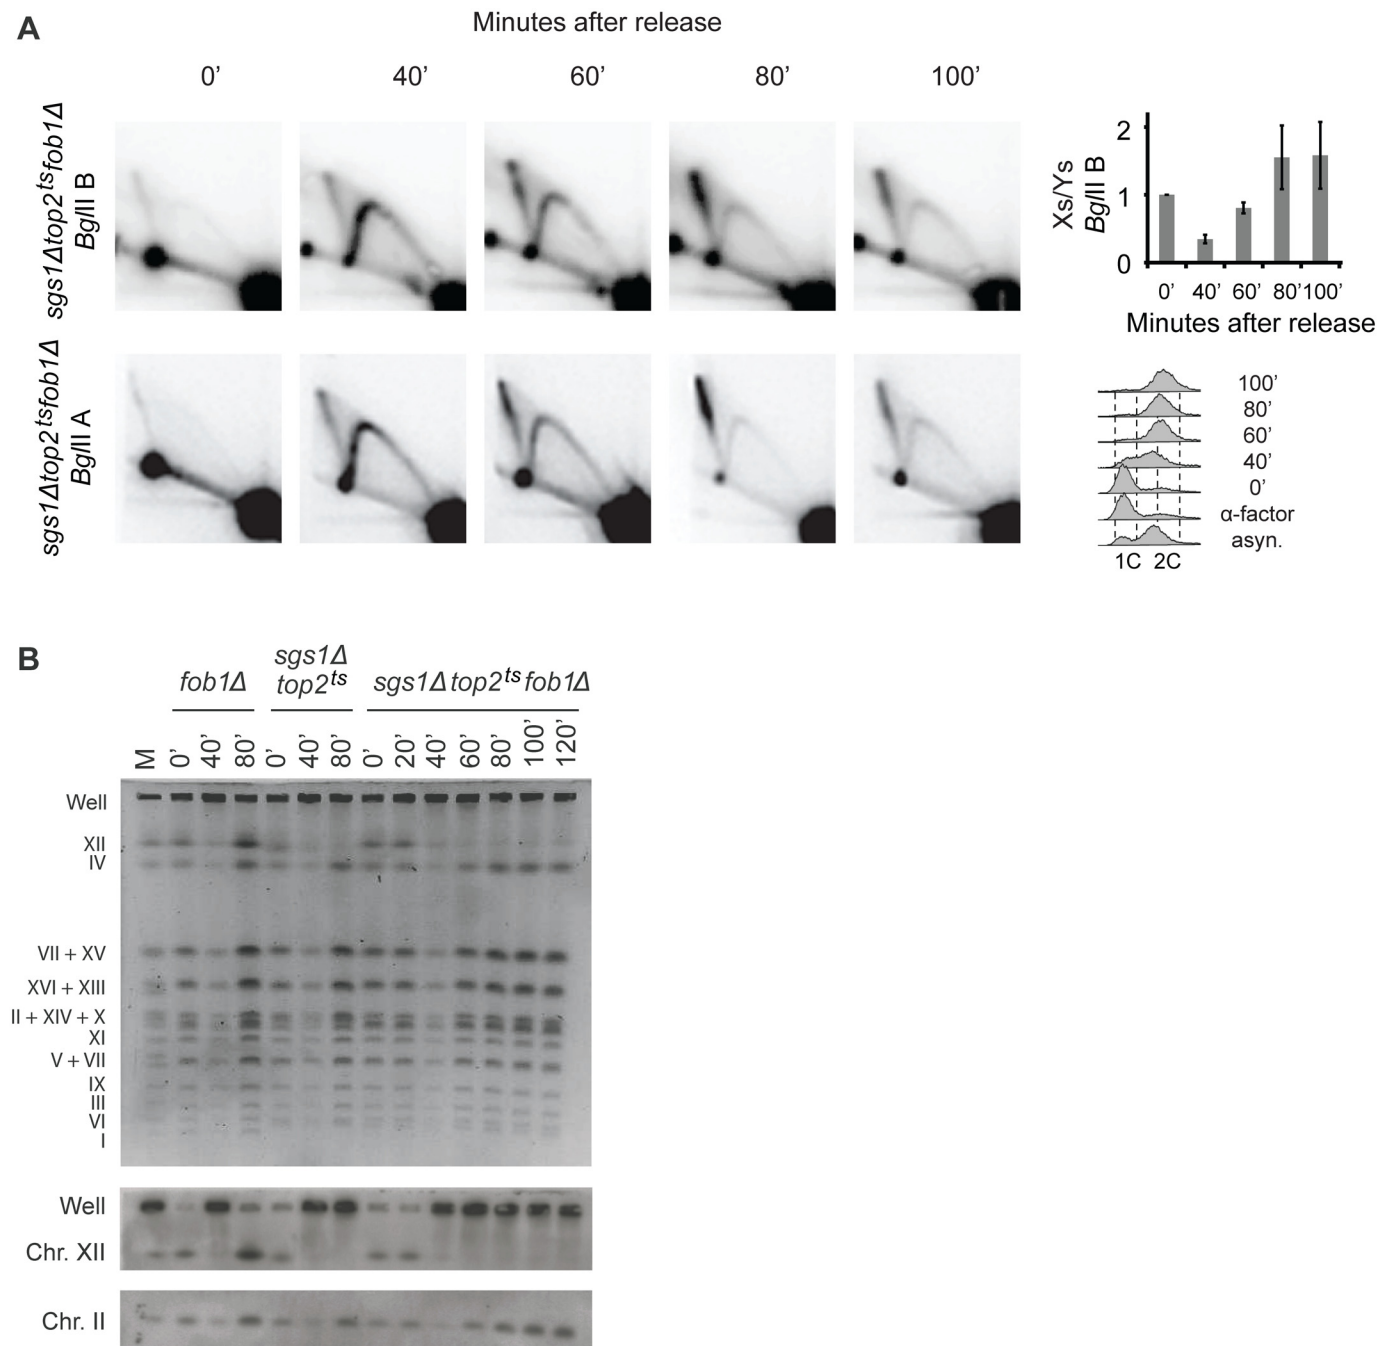 A
Minutes after release
0’ 40’ 60’ 80’ 100’
sgs1Δtop2ᵗˢfob1Δ
BglII B
sgs1Δtop2ᵗˢfob1Δ
BglII A
Xs/Ys
BglII B
2
1
0
0’ 40’ 60’ 80’ 100’
Minutes after release
100’
80’
60’
40’
0’
α-factor
asyn.
1C 2C
B
fob1Δ
sgs1Δ
top2ᵗˢ
sgs1Δtop2ᵗˢfob1Δ
M 0’ 40’ 80’ 0’ 40’ 80’ 0’ 20’ 40’ 60’ 80’ 100’ 120’
Well
XII
IV
VII + XV
XVI + XIII
II + XIV + X
XI
V + VII
IX
III
VI
I
Well
Chr. XII
Chr. II